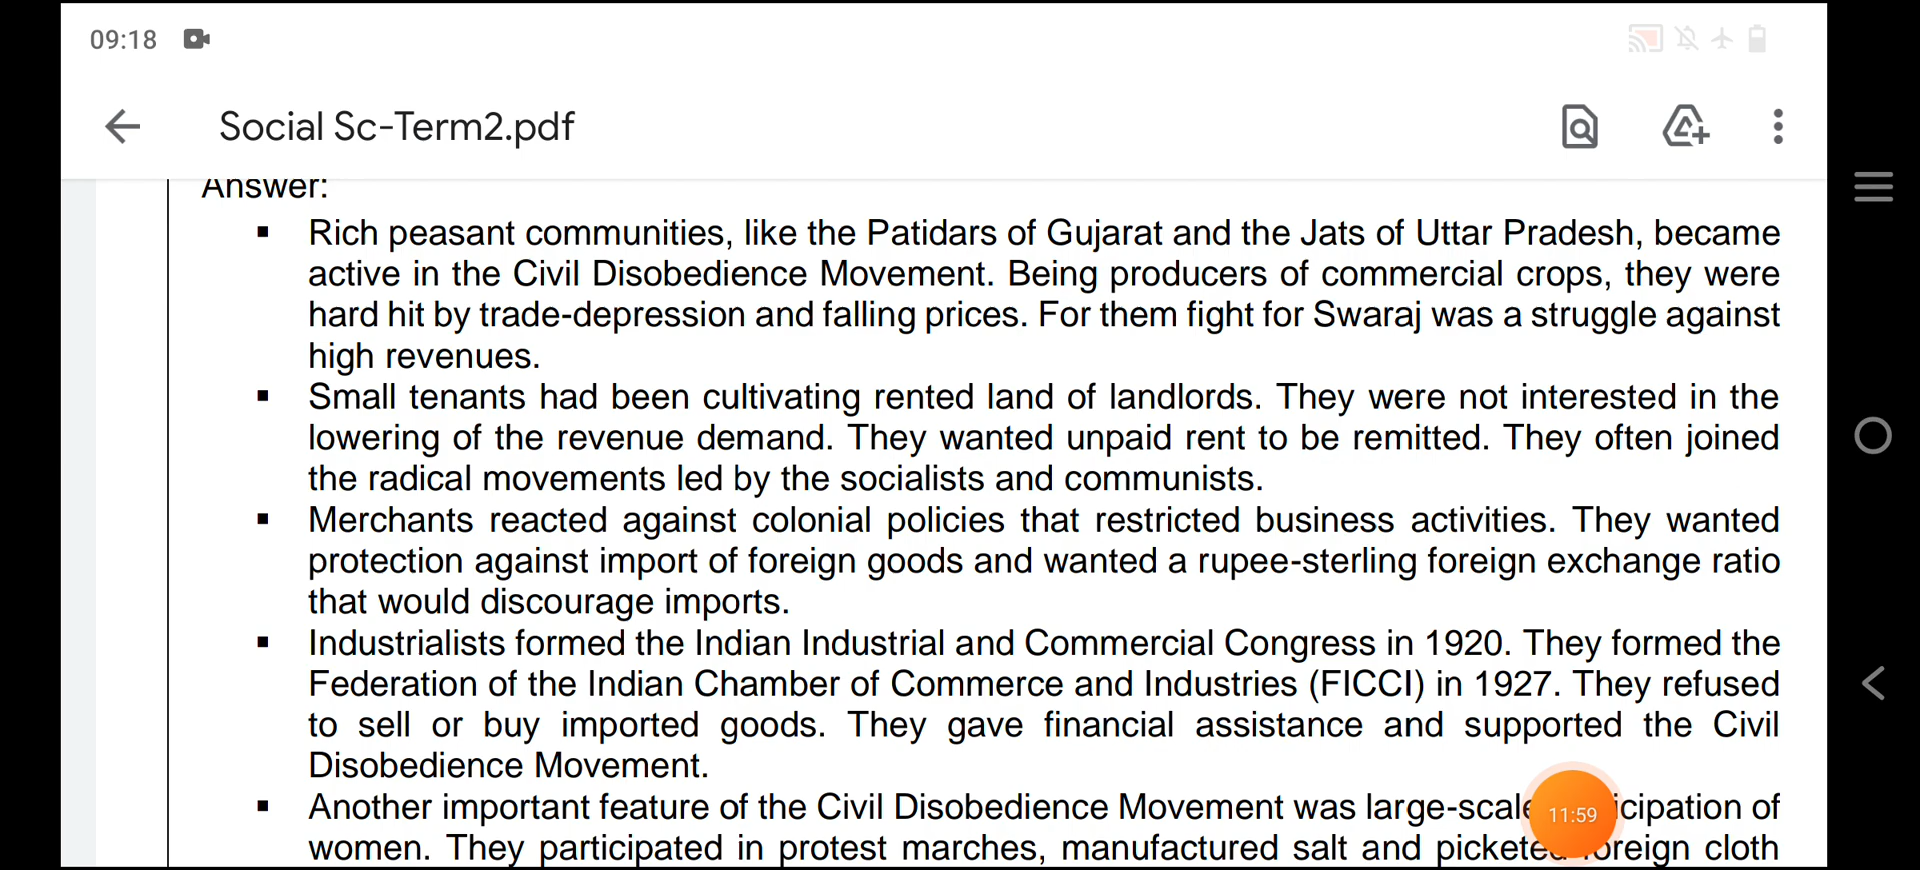 09:18
Social Sc-Term2.pdf
Answer:
▪ Rich peasant communities, like the Patidars of Gujarat and the Jats of Uttar Pradesh, became
active in the Civil Disobedience Movement. Being producers of commercial crops, they were
hard hit by trade-depression and falling prices. For them fight for Swaraj was a struggle against
high revenues.
▪ Small tenants had been cultivating rented land of landlords. They were not interested in the
lowering of the revenue demand. They wanted unpaid rent to be remitted. They often joined
the radical movements led by the socialists and communists.
▪ Merchants reacted against colonial policies that restricted business activities. They wanted
protection against import of foreign goods and wanted a rupee-sterling foreign exchange ratio
that would discourage imports.
▪ Industrialists formed the Indian Industrial and Commercial Congress in 1920. They formed the
Federation of the Indian Chamber of Commerce and Industries (FICCI) in 1927. They refused
to sell or buy imported goods. They gave financial assistance and supported the Civil
Disobedience Movement.
▪ Another important feature of the Civil Disobedience Movement was large-scale icipation of
11:59
women. They participated in protest marches, manufactured salt and picketed foreign cloth